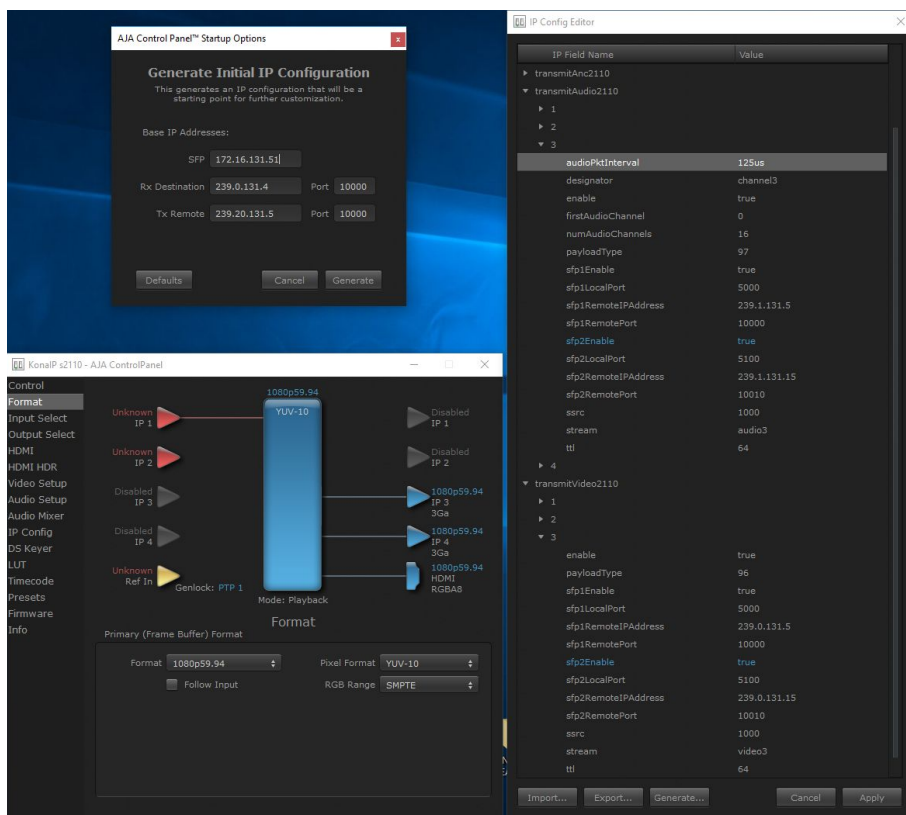 AJA Control Panel™ Startup Options
x
Generate Initial IP Configuration
This generates an IP configuration that will be a
starting point for further customization.
Base IP Addresses:
SFP 172.16.131.51
Rx Destination 239.0.131.4 Port 10000
Tx Remote 239.20.131.5 Port 10000
Defaults Cancel Generate
KonaIP s2110 - AJA ControlPanel
Control
Format
Input Select
Output Select
HDMI
HDMI HDR
Video Setup
Audio Setup
Audio Mixer
IP Config
DS Keyer
LUT
Timecode
Presets
Firmware
Info
1080p59.94
YUV-10
Unknown
IP 1
Unknown
IP 2
Disabled
IP 3
Disabled
IP 4
Unknown
Ref In
Genlock: PTP 1
Disabled
IP 1
Disabled
IP 2
1080p59.94
IP 3
3Ga
1080p59.94
IP 4
3Ga
1080p59.94
HDMI
RGBA8
Mode: Playback
Format
Primary (Frame Buffer) Format
Format 1080p59.94 Pixel Format YUV-10
Follow Input RGB Range SMPTE
IP Config Editor
IP Field Name Value
transmitAnc2110
transmitAudio2110
1
2
3
audioPktInterval 125us
designator channel3
enable true
firstAudioChannel 0
numAudioChannels 16
payloadType 97
sfp1Enable true
sfp1LocalPort 5000
sfp1RemoteIPAddress 239.1.131.5
sfp1RemotePort 10000
sfp2Enable true
sfp2LocalPort 5100
sfp2RemoteIPAddress 239.1.131.15
sfp2RemotePort 10010
ssrc 1000
stream audio3
ttl 64
4
transmitVideo2110
1
2
3
enable true
payloadType 96
sfp1Enable true
sfp1LocalPort 5000
sfp1RemoteIPAddress 239.0.131.5
sfp1RemotePort 10000
sfp2Enable true
sfp2LocalPort 5100
sfp2RemoteIPAddress 239.0.131.15
sfp2RemotePort 10010
ssrc 1000
stream video3
ttl 64
Import... Export... Generate... Cancel Apply